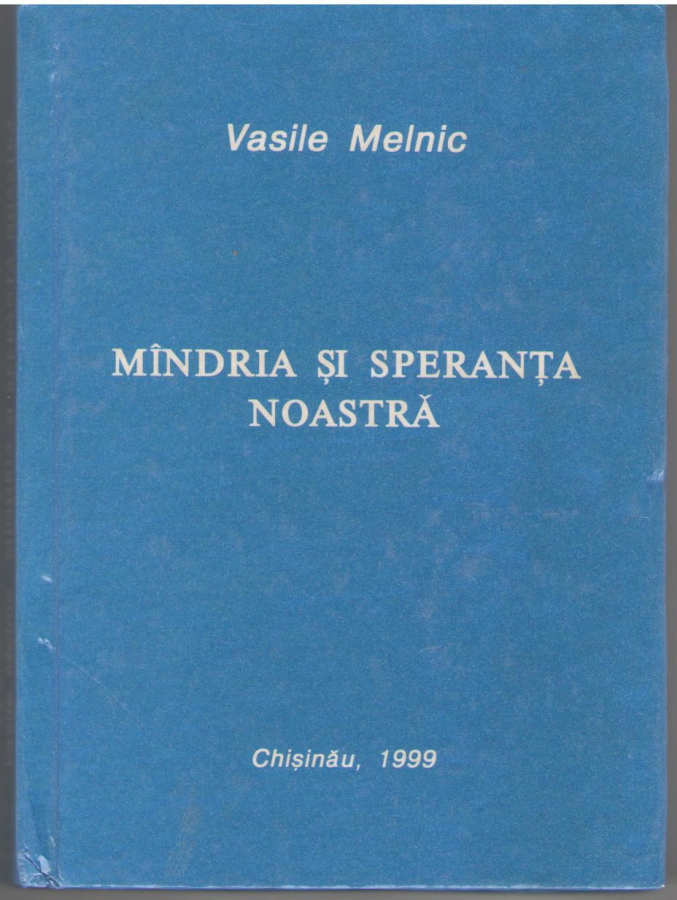 Vasile Melnic
MÎNDRIA ȘI SPERANȚA
NOASTRĂ
Chișinău, 1999